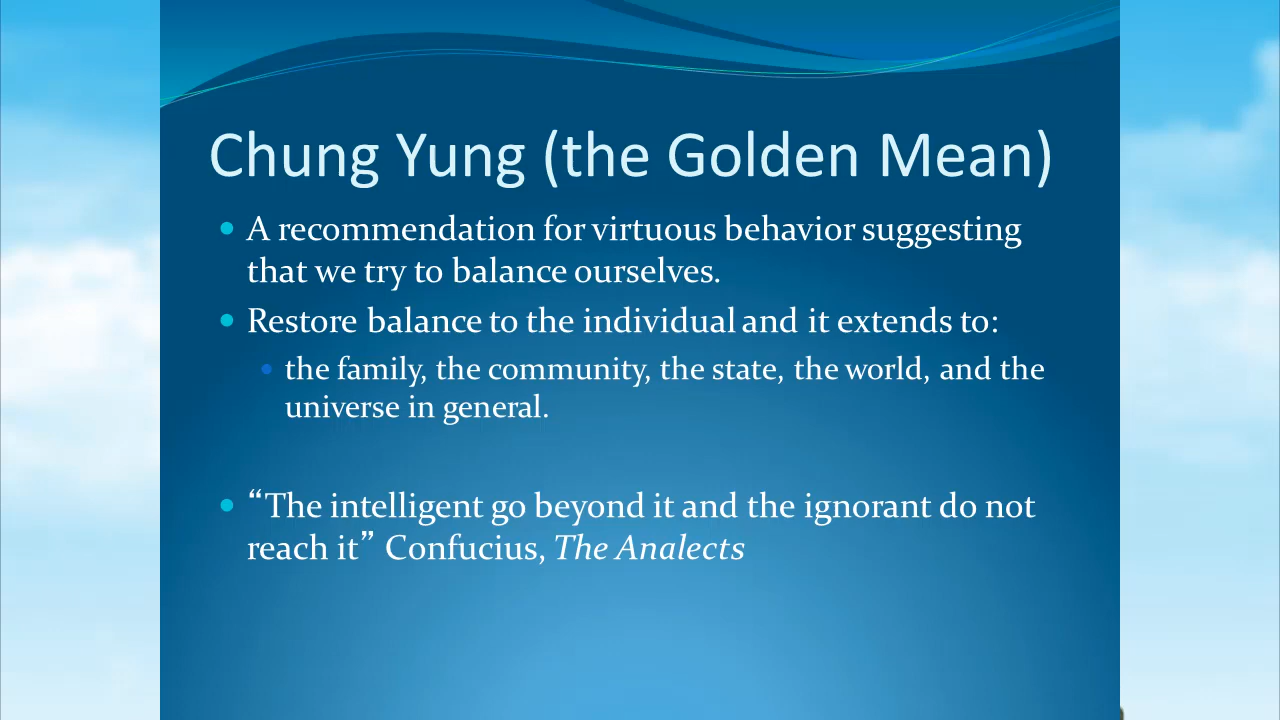 Chung Yung (the Golden Mean)
A recommendation for virtuous behavior suggesting
that we try to balance ourselves.
Restore balance to the individual and it extends to:
the family, the community, the state, the world, and the
universe in general.
“The intelligent go beyond it and the ignorant do not
reach it” Confucius, The Analects